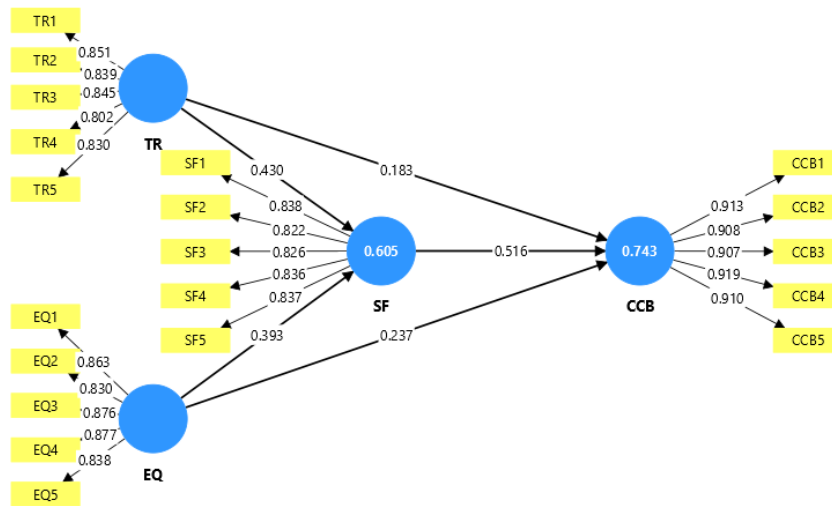 TR1
0.851
TR2
0.839
TR3
0.845
0.802
TR4
0.830
TR
TR5
SF1
0.430
0.183
CCB1
0.838
0.913
SF2
CCB2
0.822
0.908
SF3
0.826
0.605
0.516
0.743
0.907
CCB3
0.836
0.919
SF4
CCB4
0.837
0.910
SF
CCB
SF5
0.393
0.237
CCB5
EQ1
0.863
EQ2
0.830
EQ3
0.876
0.877
EQ4
0.838
EQ
EQ5